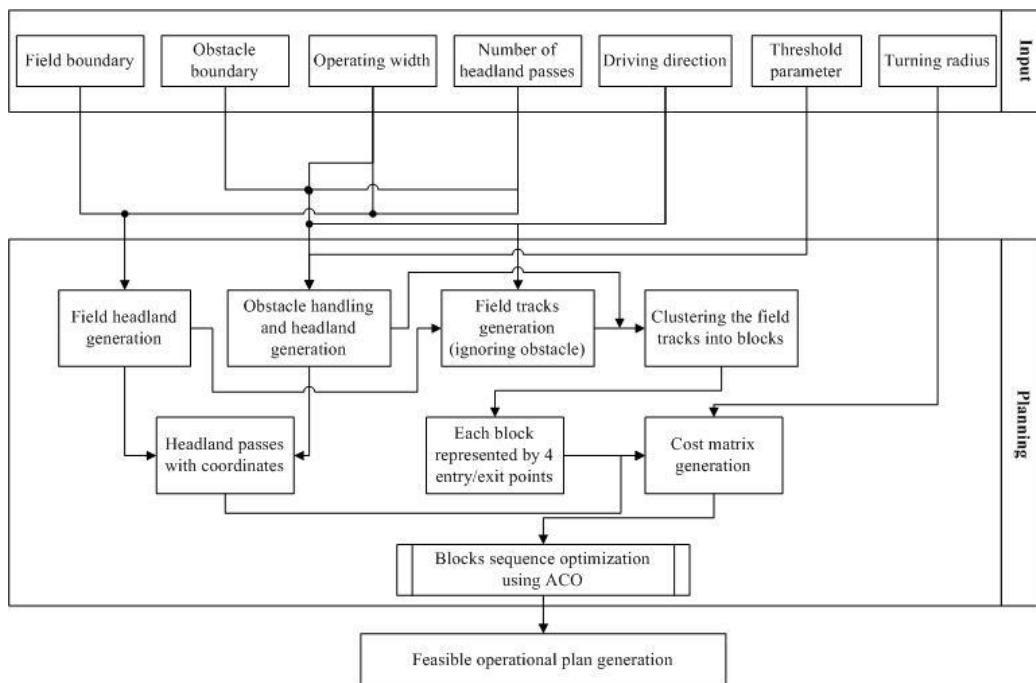 Field boundary
Obstacle
boundary
Operating width
Number of
headland passes
Driving direction
Threshold
parameter
Turning radius
Input
Field headland
generation
Obstacle handling
and headland
generation
Field tracks
generation
(ignoring obstacle)
Clustering the field
tracks into blocks
Headland passes
with coordinates
Each block
represented by 4
entry/exit points
Cost matrix
generation
Planning
Blocks sequence optimization
using ACO
Feasible operational plan generation